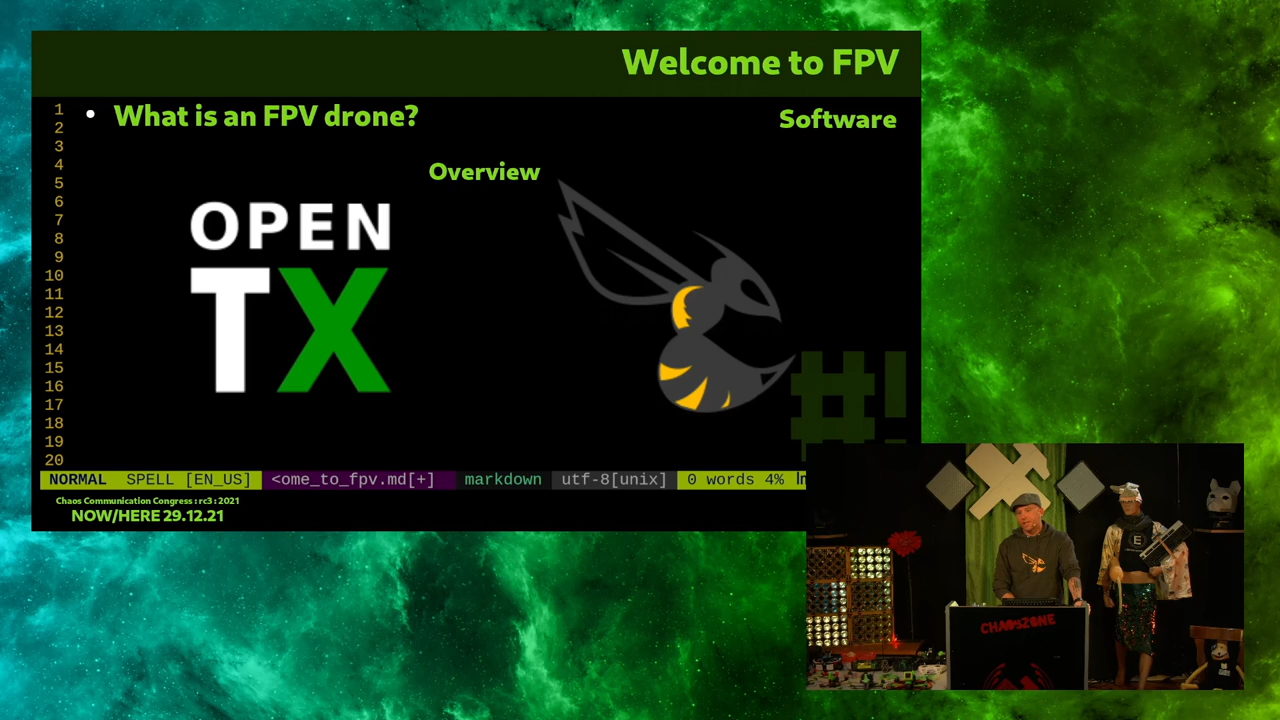 Welcome to FPV
• What is an FPV drone?
Software
Overview
OPEN
TX
#!
1
2
3
4
5
6
7
8
9
10
11
12
13
14
15
16
17
18
19
20
NORMAL SPELL [EN_US] <ome_to_fpv.md[+] markdown utf-8[unix] 0 words 4% ln
Chaos Communication Congress : rc3 : 2021
NOW/HERE 29.12.21
E
CHAOSZONE